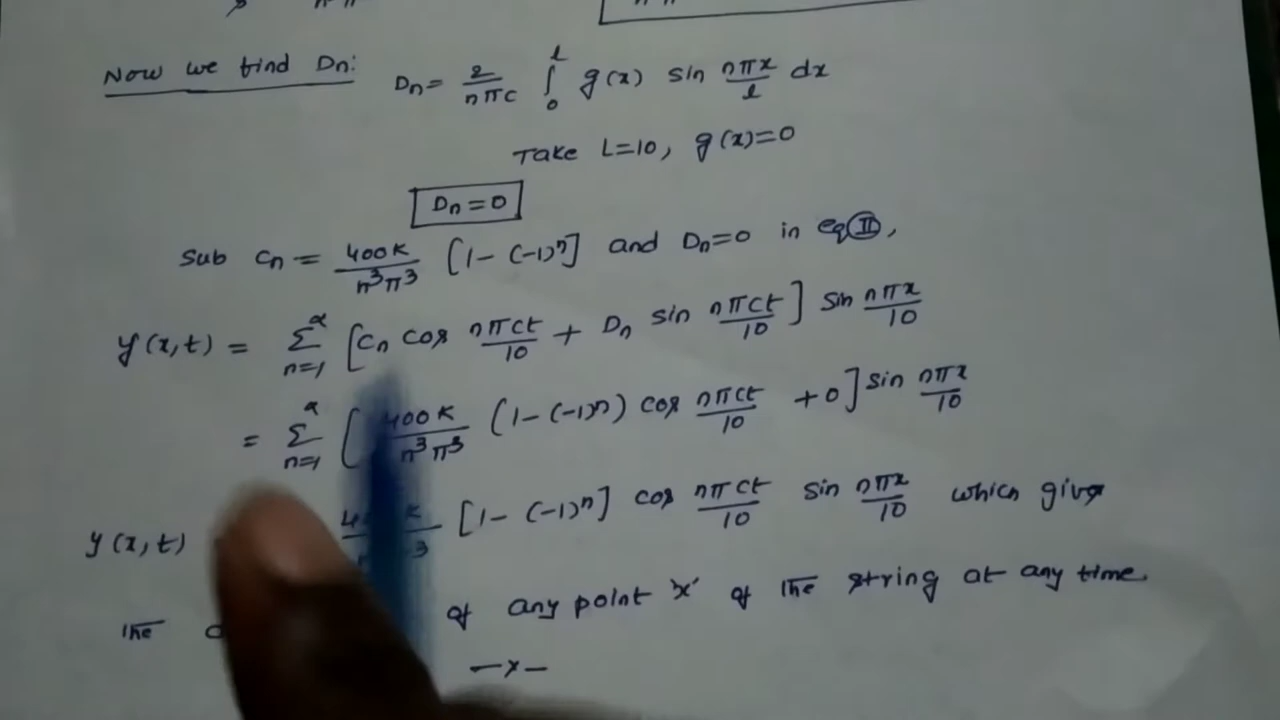 Now we find Dn: Dn = 2/nπc ∫₀ˡ g(x) sin nπx/l dx
Take L=10, g(x)=0
Dn = 0
Sub Cn = 400K/n³π³ [1-(-1)ⁿ] and Dn=0 in eq(II),
y(x,t) = Σ_{n=1}^{α} [Cn cos nπct/10 + Dn sin nπct/10] sin nπx/10
= Σ_{n=1}^{α} [400K/n³π³ (1-(-1)ⁿ) cos nπct/10 + 0] sin nπx/10
y(x,t) [1-(-1)ⁿ] cos nπct/10 sin nπx/10 which gives
The of any point 'x' of the string at any time.
—x—